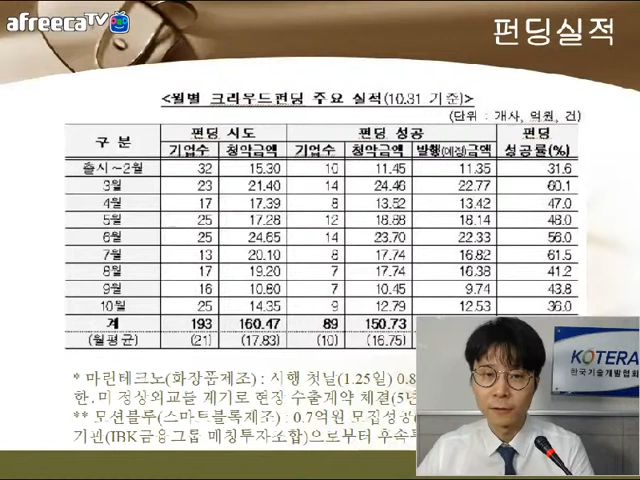 afreecaTV
펀딩실적
<월별 크라우드펀딩 주요 실적(10.31 기준)>
(단위 : 개사, 억원, 건)
구 분 펀딩 시도 펀딩 성공 펀딩 성공률(%)
기업수 청약금액 기업수 청약금액 발행(예정)금액
출시~2월 32 15.30 10 11.45 11.35 31.6
3월 23 21.40 14 24.46 22.77 60.1
4월 17 17.39 8 13.52 13.42 47.0
5월 25 17.28 12 18.88 18.14 48.0
6월 25 24.65 14 23.70 22.33 56.0
7월 13 20.10 8 17.74 16.82 61.5
8월 17 19.20 7 17.74 16.38 41.2
9월 16 10.80 7 10.45 9.74 43.8
10월 25 14.35 9 12.79 12.53 36.0
계 193 160.47 89 150.73
(월평균) (21) (17.83) (10) (16.75)
* 마린테크노(화장품제조) : 시행 첫날(1.25일) 0.8
한.미 정상외교를 계기로 현장 수출계약 체결(5
** 모션블루(스마트블록제조) : 0.7억원 모집성공
기관(IBK금융그룹 매칭투자조합)으로부터 후속
KOTERA
한국기술개발협회